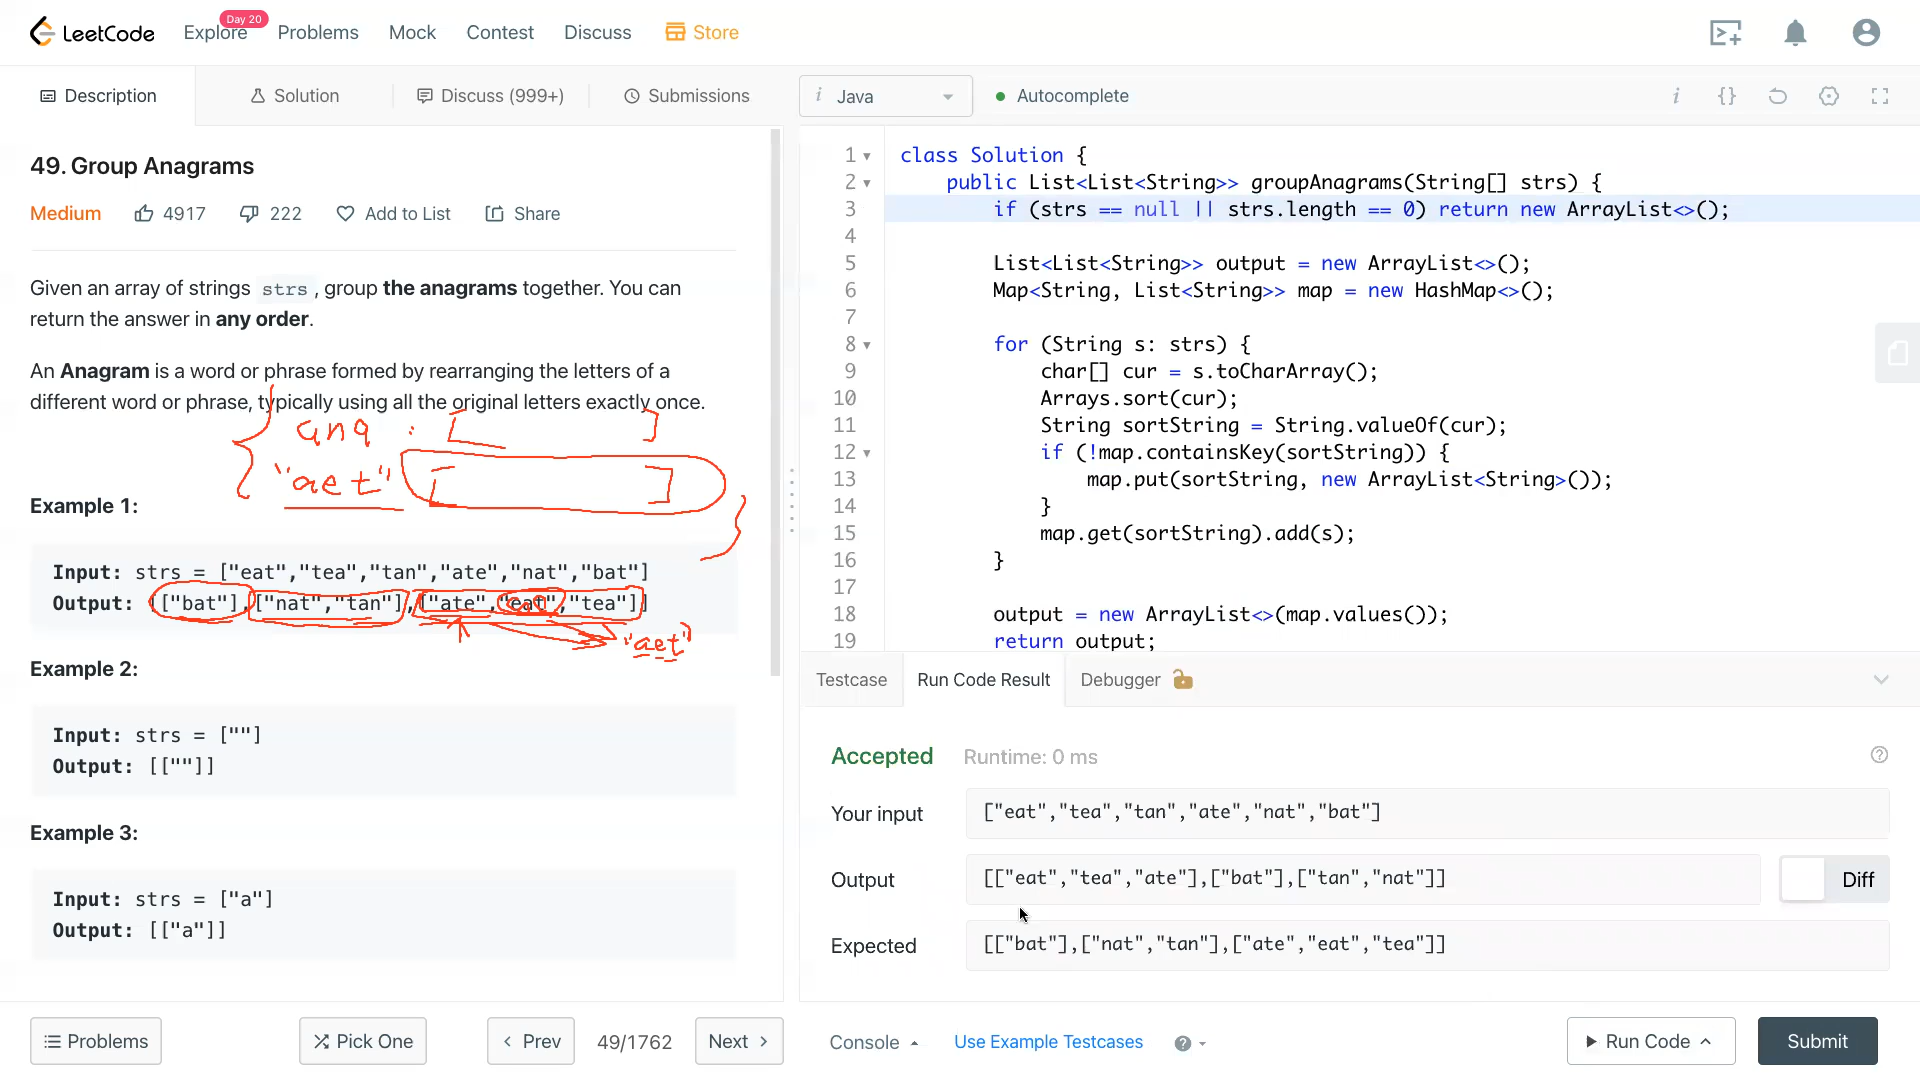 LeetCode
Explore
Day 20
Problems
Mock
Contest
Discuss
Store
Description
Solution
Discuss (999+)
Submissions
i Java
Autocomplete
i {}
49. Group Anagrams
Medium
4917
222
Add to List
Share
Given an array of strings strs, group the anagrams together. You can
return the answer in any order.
An Anagram is a word or phrase formed by rearranging the letters of a
different word or phrase, typically using all the original letters exactly once.
: [ ]
"aet" [ ]
Example 1:
Input: strs = ["eat","tea","tan","ate","nat","bat"]
Output: [["bat"],["nat","tan"],["ate","eat","tea"]]
"aet"
Example 2:
Input: strs = [""]
Output: [[""]]
Example 3:
Input: strs = ["a"]
Output: [["a"]]
1 class Solution {
2 public List<List<String>> groupAnagrams(String[] strs) {
3 if (strs == null || strs.length == 0) return new ArrayList<>();
4
5 List<List<String>> output = new ArrayList<>();
6 Map<String, List<String>> map = new HashMap<>();
7
8 for (String s: strs) {
9 char[] cur = s.toCharArray();
10 Arrays.sort(cur);
11 String sortString = String.valueOf(cur);
12 if (!map.containsKey(sortString)) {
13 map.put(sortString, new ArrayList<String>());
14 }
15 map.get(sortString).add(s);
16 }
17
18 output = new ArrayList<>(map.values());
19 return output;
Testcase
Run Code Result
Debugger
Accepted
Runtime: 0 ms
Your input
["eat","tea","tan","ate","nat","bat"]
Output
[["eat","tea","ate"],["bat"],["tan","nat"]]
Diff
Expected
[["bat"],["nat","tan"],["ate","eat","tea"]]
Problems
Pick One
Prev
49/1762
Next
Console
Use Example Testcases
Run Code
Submit